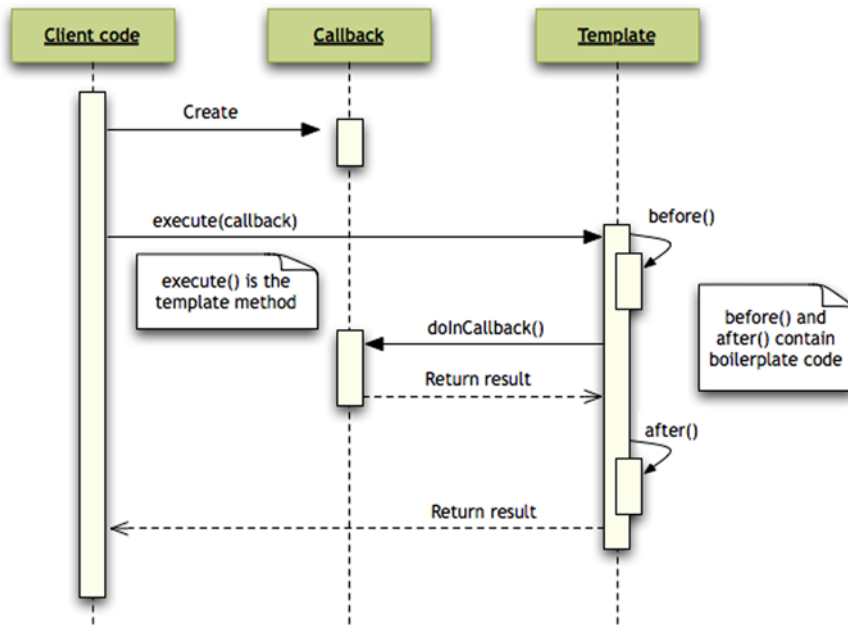 Client code
Callback
Template
Create
execute(callback)
before()
execute() is the
template method
before() and
after() contain
boilerplate code
doInCallback()
Return result
after()
Return result